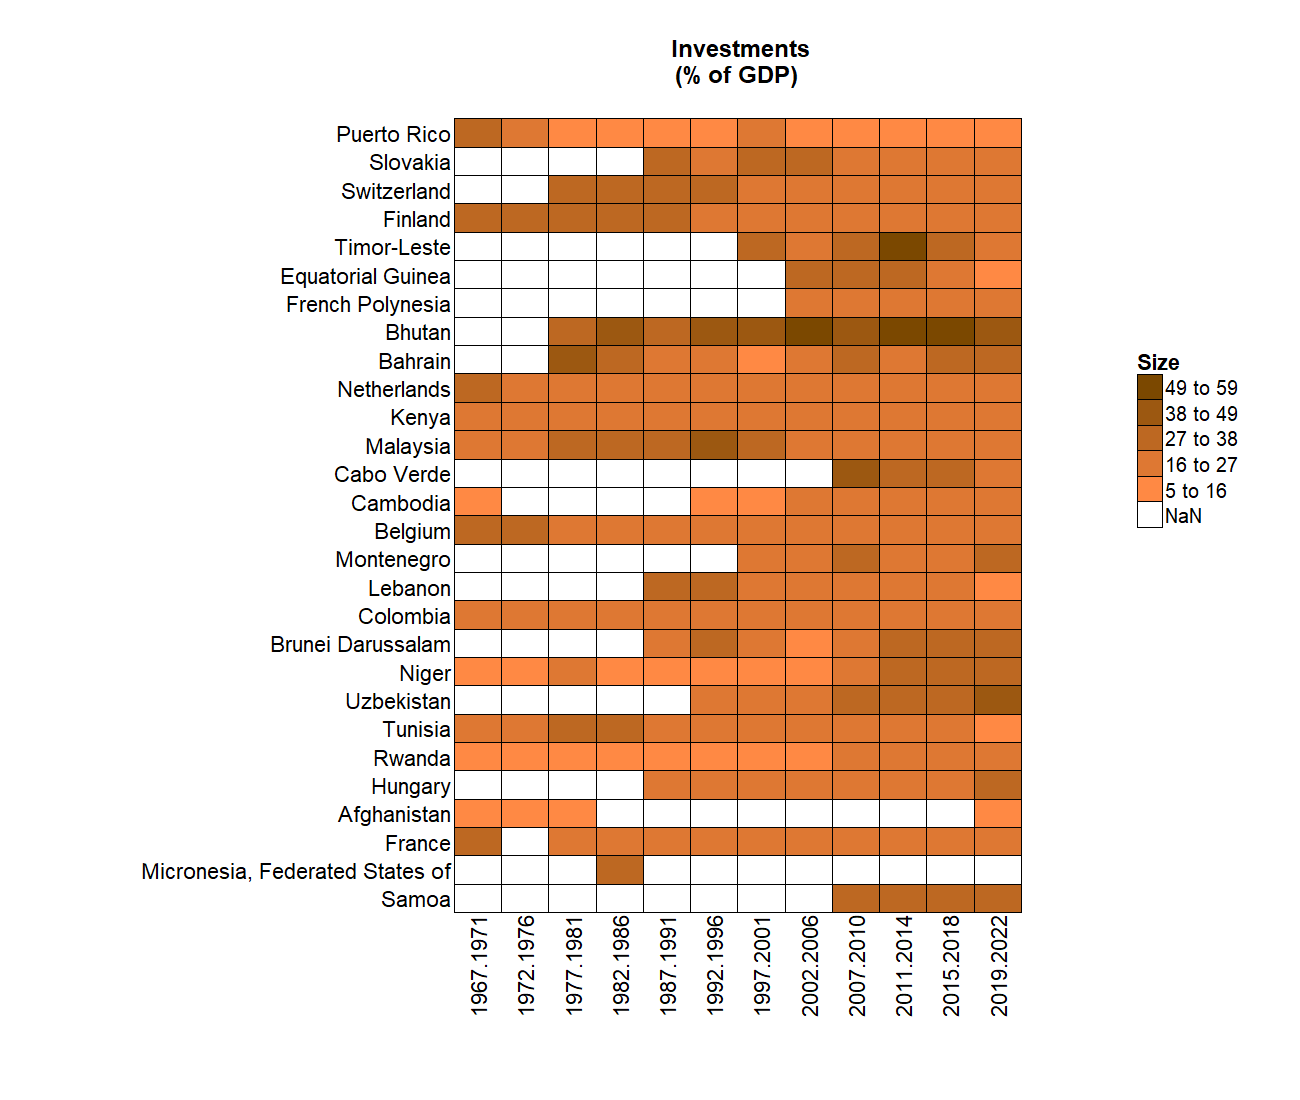 Investments
(% of GDP)
Puerto Rico
Slovakia
Switzerland
Finland
Timor-Leste
Equatorial Guinea
French Polynesia
Bhutan
Bahrain
Netherlands
Kenya
Malaysia
Cabo Verde
Cambodia
Belgium
Montenegro
Lebanon
Colombia
Brunei Darussalam
Niger
Uzbekistan
Tunisia
Rwanda
Hungary
Afghanistan
France
Micronesia, Federated States of
Samoa
1967.1971
1972.1976
1977.1981
1982.1986
1987.1991
1992.1996
1997.2001
2002.2006
2007.2010
2011.2014
2015.2018
2019.2022
Size
49 to 59
38 to 49
27 to 38
16 to 27
5 to 16
NaN